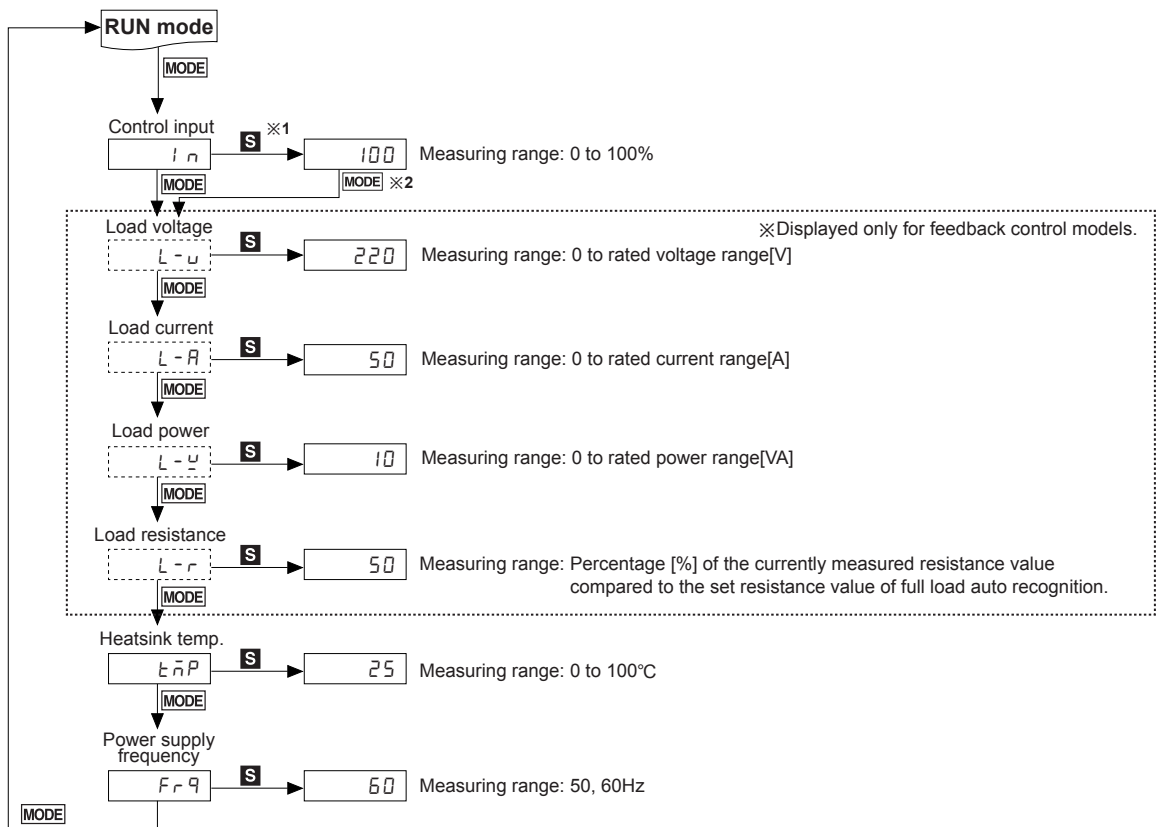 RUN mode
MODE
Control input
In
S
※1
100
Measuring range: 0 to 100%
MODE
MODE ※2
※Displayed only for feedback control models.
Load voltage
L-u
S
220
Measuring range: 0 to rated voltage range[V]
MODE
Load current
L-A
S
50
Measuring range: 0 to rated current range[A]
MODE
Load power
S
10
Measuring range: 0 to rated power range[VA]
MODE
Load resistance
L-r
S
50
Measuring range: Percentage [%] of the currently measured resistance value
compared to the set resistance value of full load auto recognition.
MODE
Heatsink temp.
S
25
Measuring range: 0 to 100℃
MODE
Power supply
frequency
Frq
S
60
Measuring range: 50, 60Hz
MODE